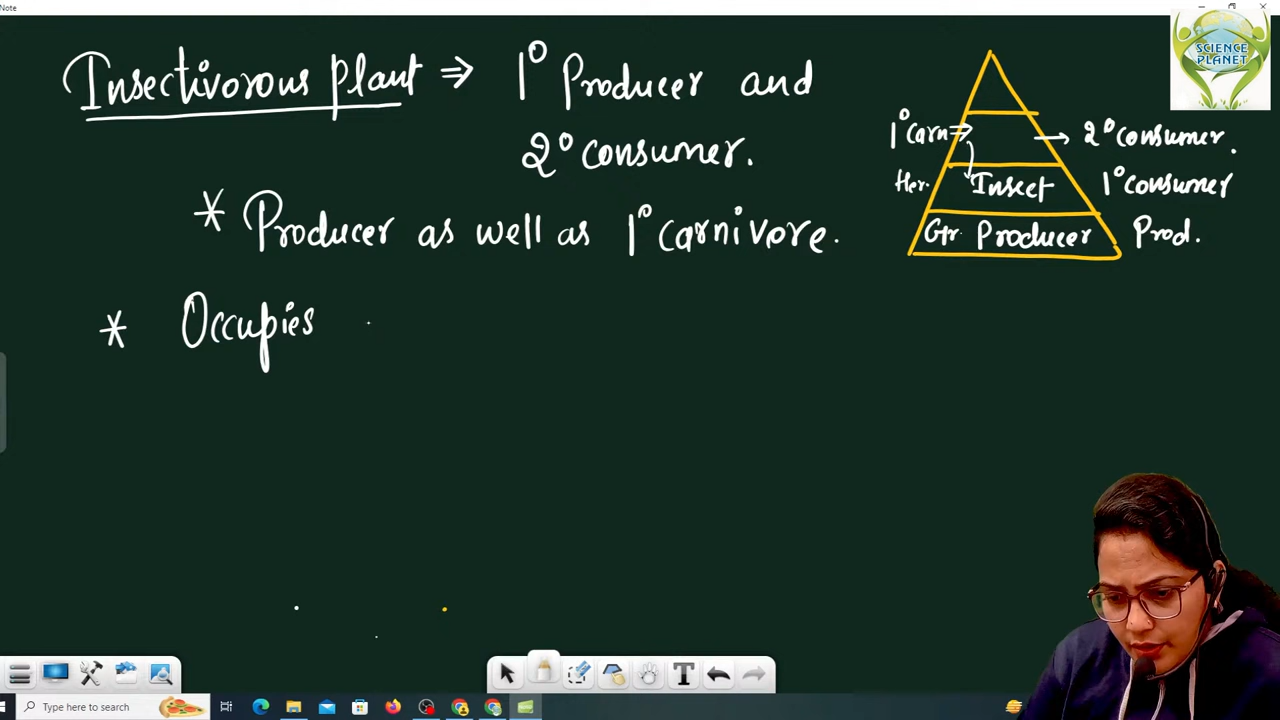 Note
Insectivorous plant ⇒ 1° Producer and
2° consumer.
* Producer as well as 1° carnivore.
* Occupies
1° carn ⇒ → 2° consumer.
Her. Insect 1° consumer
Gr. Producer Prod.
SCIENCE
PLANET
T
Type here to search